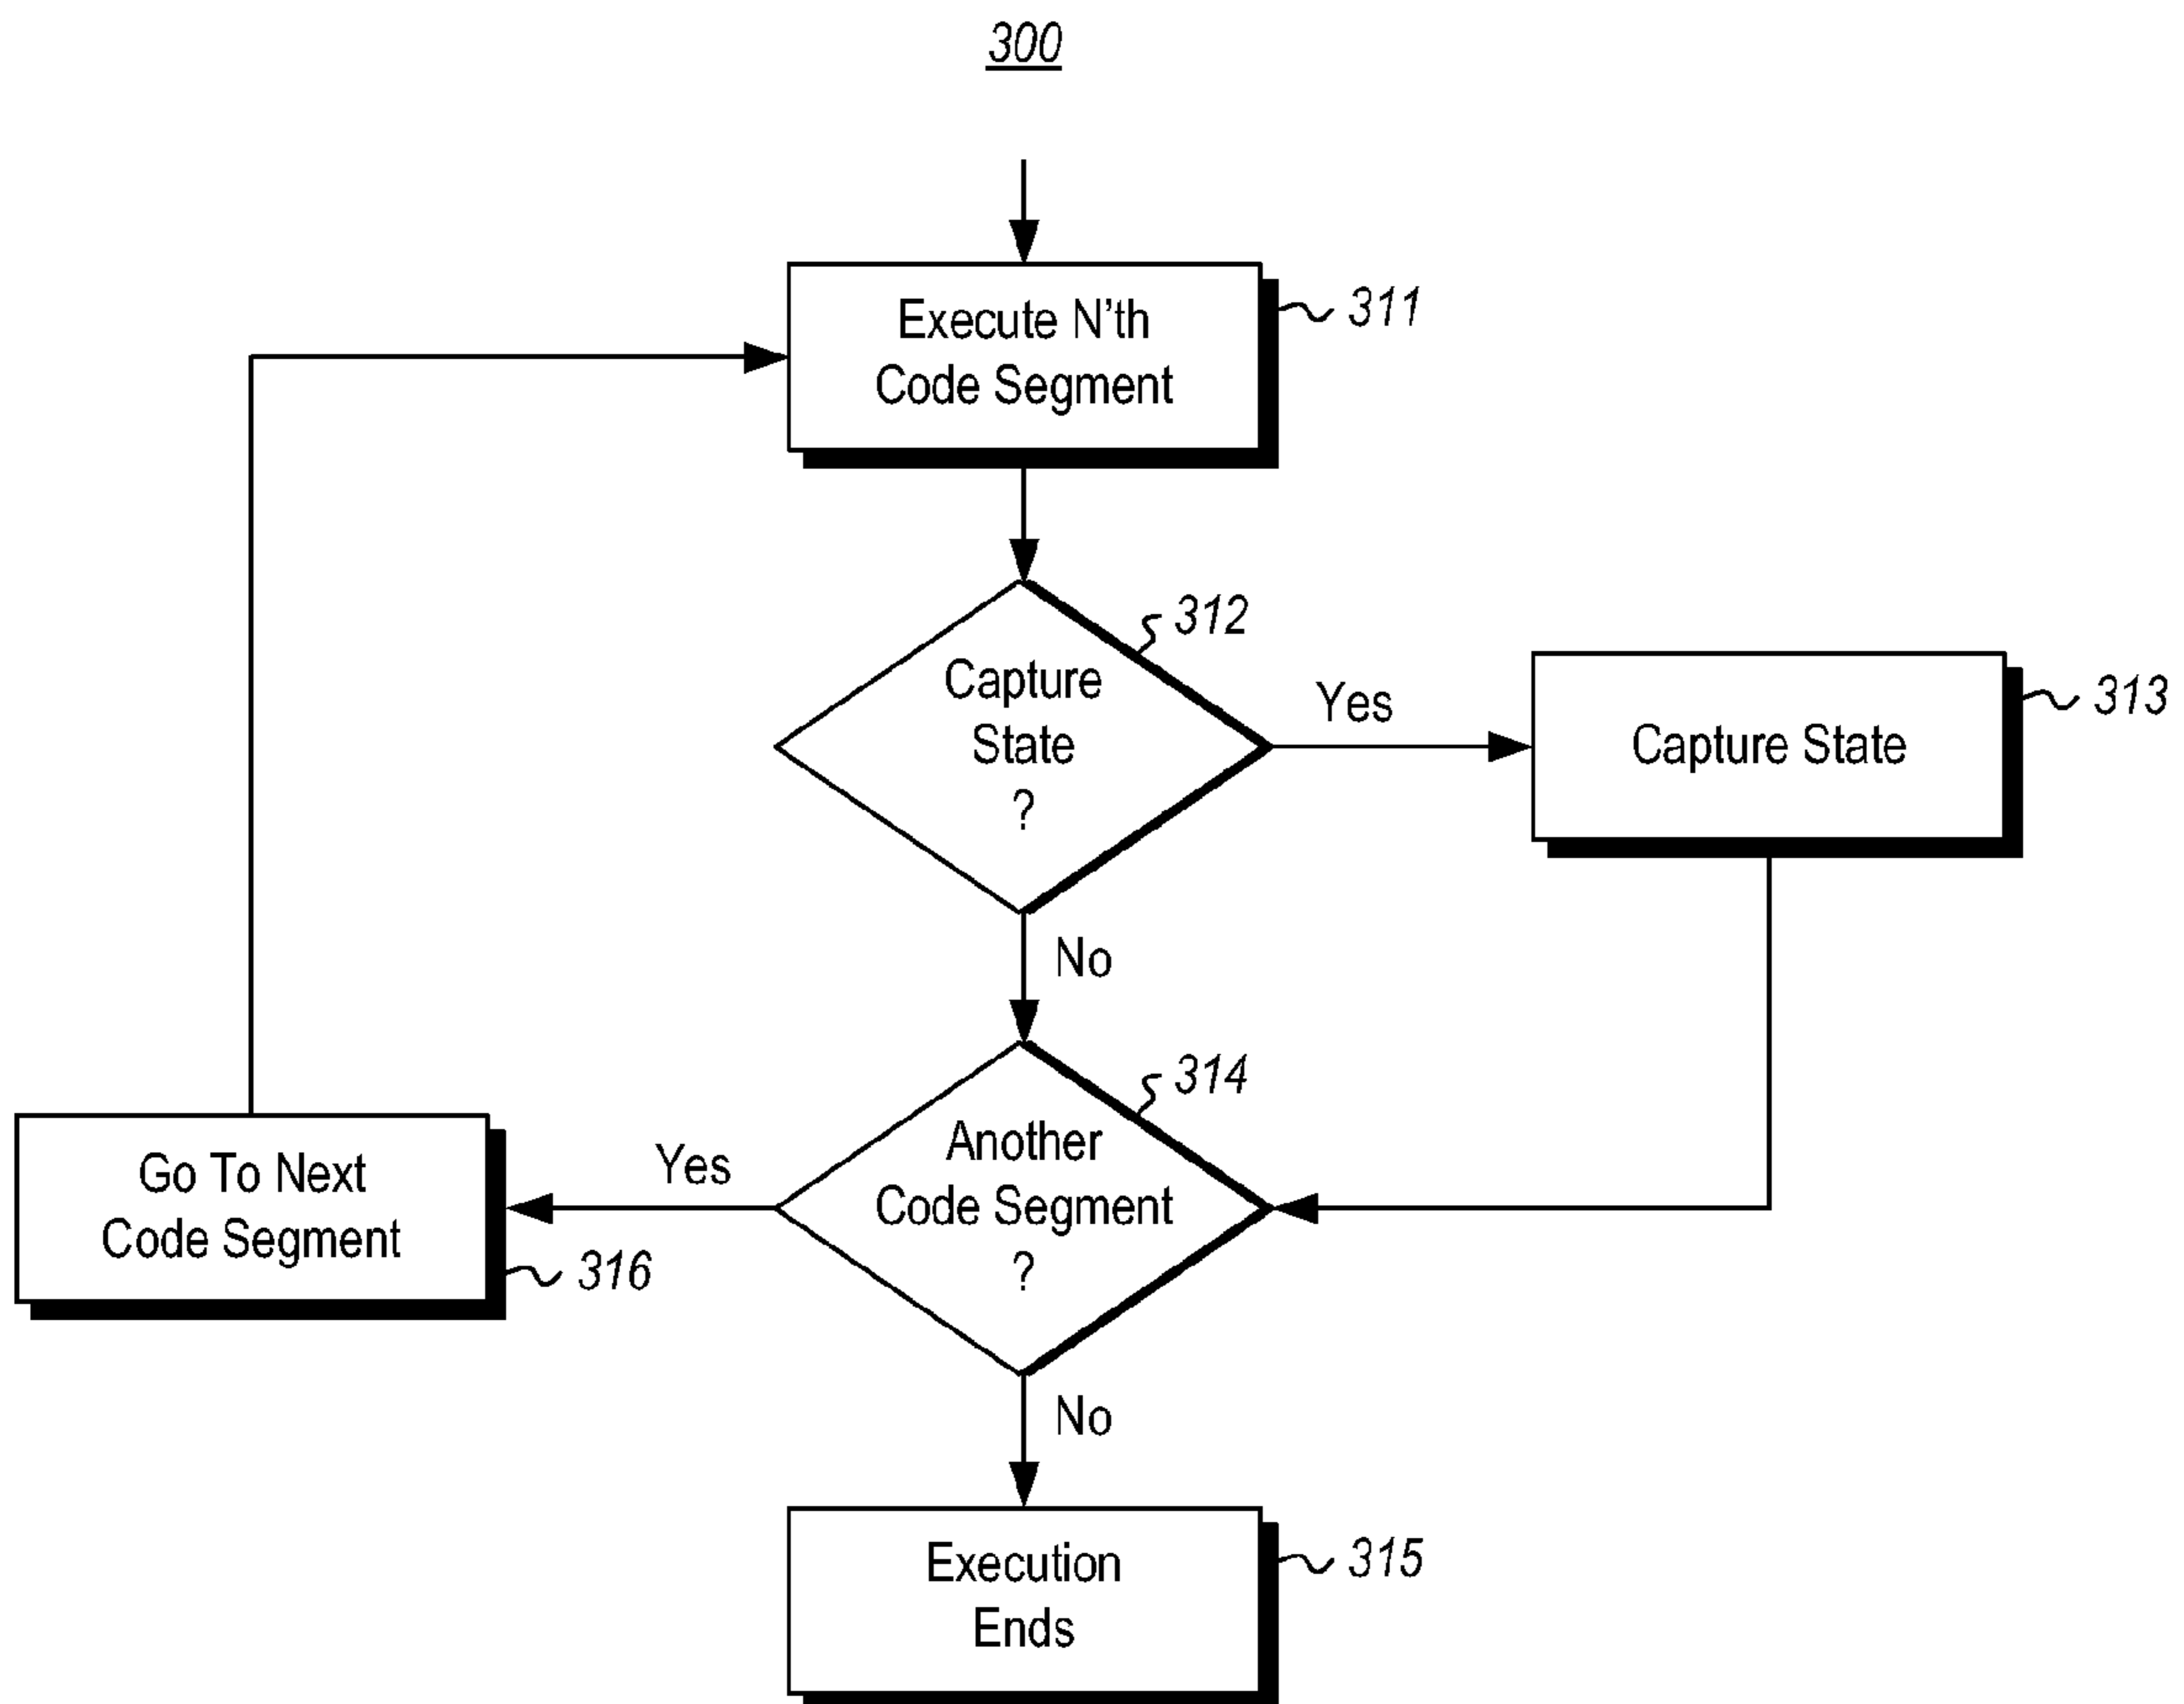 300
Execute N'th
Code Segment
311
312
Capture
State
?
Yes
Capture State
313
No
314
Another
Code Segment
?
Yes
Go To Next
Code Segment
316
No
Execution
Ends
315